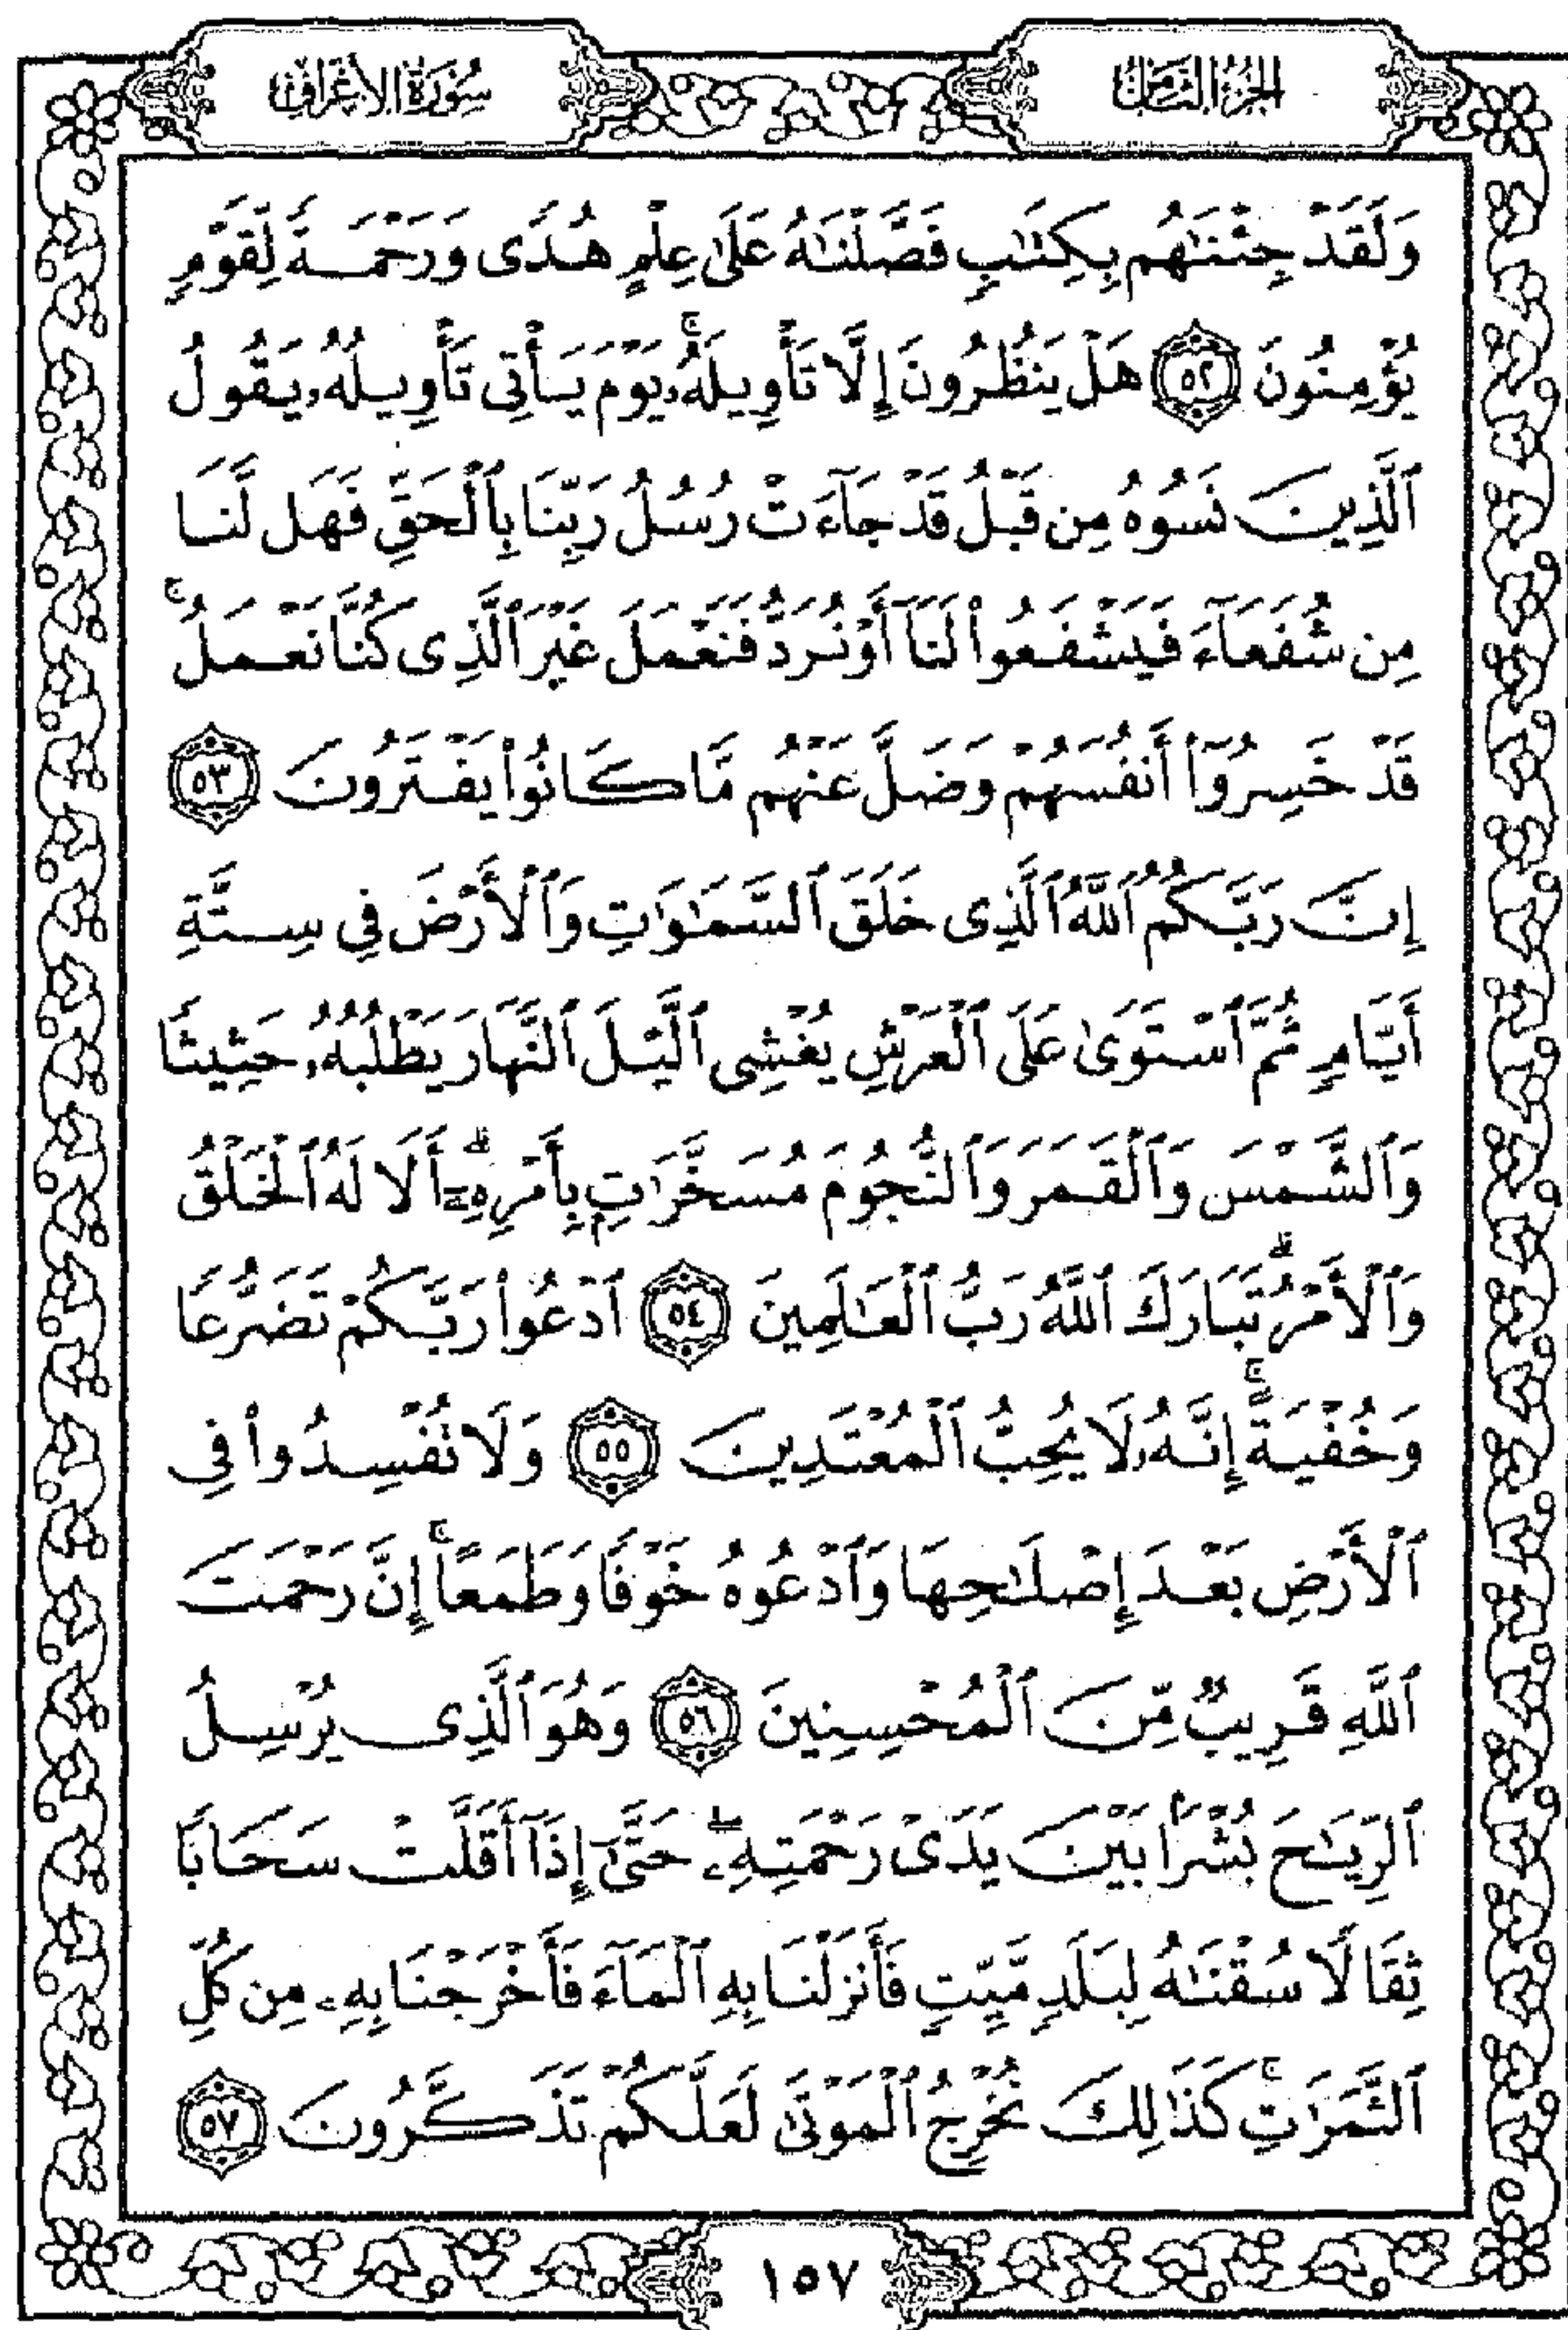 الجزء الثامن
سورة الأعراف
وَلَقَدْ جِئْنَـٰهُم بِكِتَـٰبٍ فَصَّلْنَـٰهُ عَلَىٰ عِلْمٍ هُدًى وَرَحْمَةً لِّقَوْمٍ
يُؤْمِنُونَ ٥٢ هَلْ يَنظُرُونَ إِلَّا تَأْوِيلَهُۥۚ يَوْمَ يَأْتِى تَأْوِيلُهُۥ يَقُولُ
ٱلَّذِينَ نَسُوهُ مِن قَبْلُ قَدْ جَآءَتْ رُسُلُ رَبِّنَا بِٱلْحَقِّ فَهَل لَّنَا
مِن شُفَعَآءَ فَيَشْفَعُوا۟ لَنَآ أَوْ نُرَدُّ فَنَعْمَلَ غَيْرَ ٱلَّذِى كُنَّا نَعْمَلُۚ
قَدْ خَسِرُوٓا۟ أَنفُسَهُمْ وَضَلَّ عَنْهُم مَّا كَانُوا۟ يَفْتَرُونَ ٥٣
إِنَّ رَبَّكُمُ ٱللَّهُ ٱلَّذِى خَلَقَ ٱلسَّمَـٰوَٰتِ وَٱلْأَرْضَ فِى سِتَّةِ
أَيَّامٍ ثُمَّ ٱسْتَوَىٰ عَلَى ٱلْعَرْشِ يُغْشِى ٱلَّيْلَ ٱلنَّهَارَ يَطْلُبُهُۥ حَثِيثًا
وَٱلشَّمْسَ وَٱلْقَمَرَ وَٱلنُّجُومَ مُسَخَّرَٰتٍۭ بِأَمْرِهِۦٓۗ أَلَا لَهُ ٱلْخَلْقُ
وَٱلْأَمْرُۗ تَبَارَكَ ٱللَّهُ رَبُّ ٱلْعَـٰلَمِينَ ٥٤ ٱدْعُوا۟ رَبَّكُمْ تَضَرُّعًا
وَخُفْيَةًۚ إِنَّهُۥ لَا يُحِبُّ ٱلْمُعْتَدِينَ ٥٥ وَلَا تُفْسِدُوا۟ فِى
ٱلْأَرْضِ بَعْدَ إِصْلَـٰحِهَا وَٱدْعُوهُ خَوْفًا وَطَمَعًاۚ إِنَّ رَحْمَتَ
ٱللَّهِ قَرِيبٌ مِّنَ ٱلْمُحْسِنِينَ ٥٦ وَهُوَ ٱلَّذِى يُرْسِلُ
ٱلرِّيَـٰحَ بُشْرًۢا بَيْنَ يَدَىْ رَحْمَتِهِۦۖ حَتَّىٰٓ إِذَآ أَقَلَّتْ سَحَابًا
ثِقَالًا سُقْنَـٰهُ لِبَلَدٍ مَّيِّتٍ فَأَنزَلْنَا بِهِ ٱلْمَآءَ فَأَخْرَجْنَا بِهِۦ مِن كُلِّ
ٱلثَّمَرَٰتِۚ كَذَٰلِكَ نُخْرِجُ ٱلْمَوْتَىٰ لَعَلَّكُمْ تَذَكَّرُونَ ٥٧
١٥٧